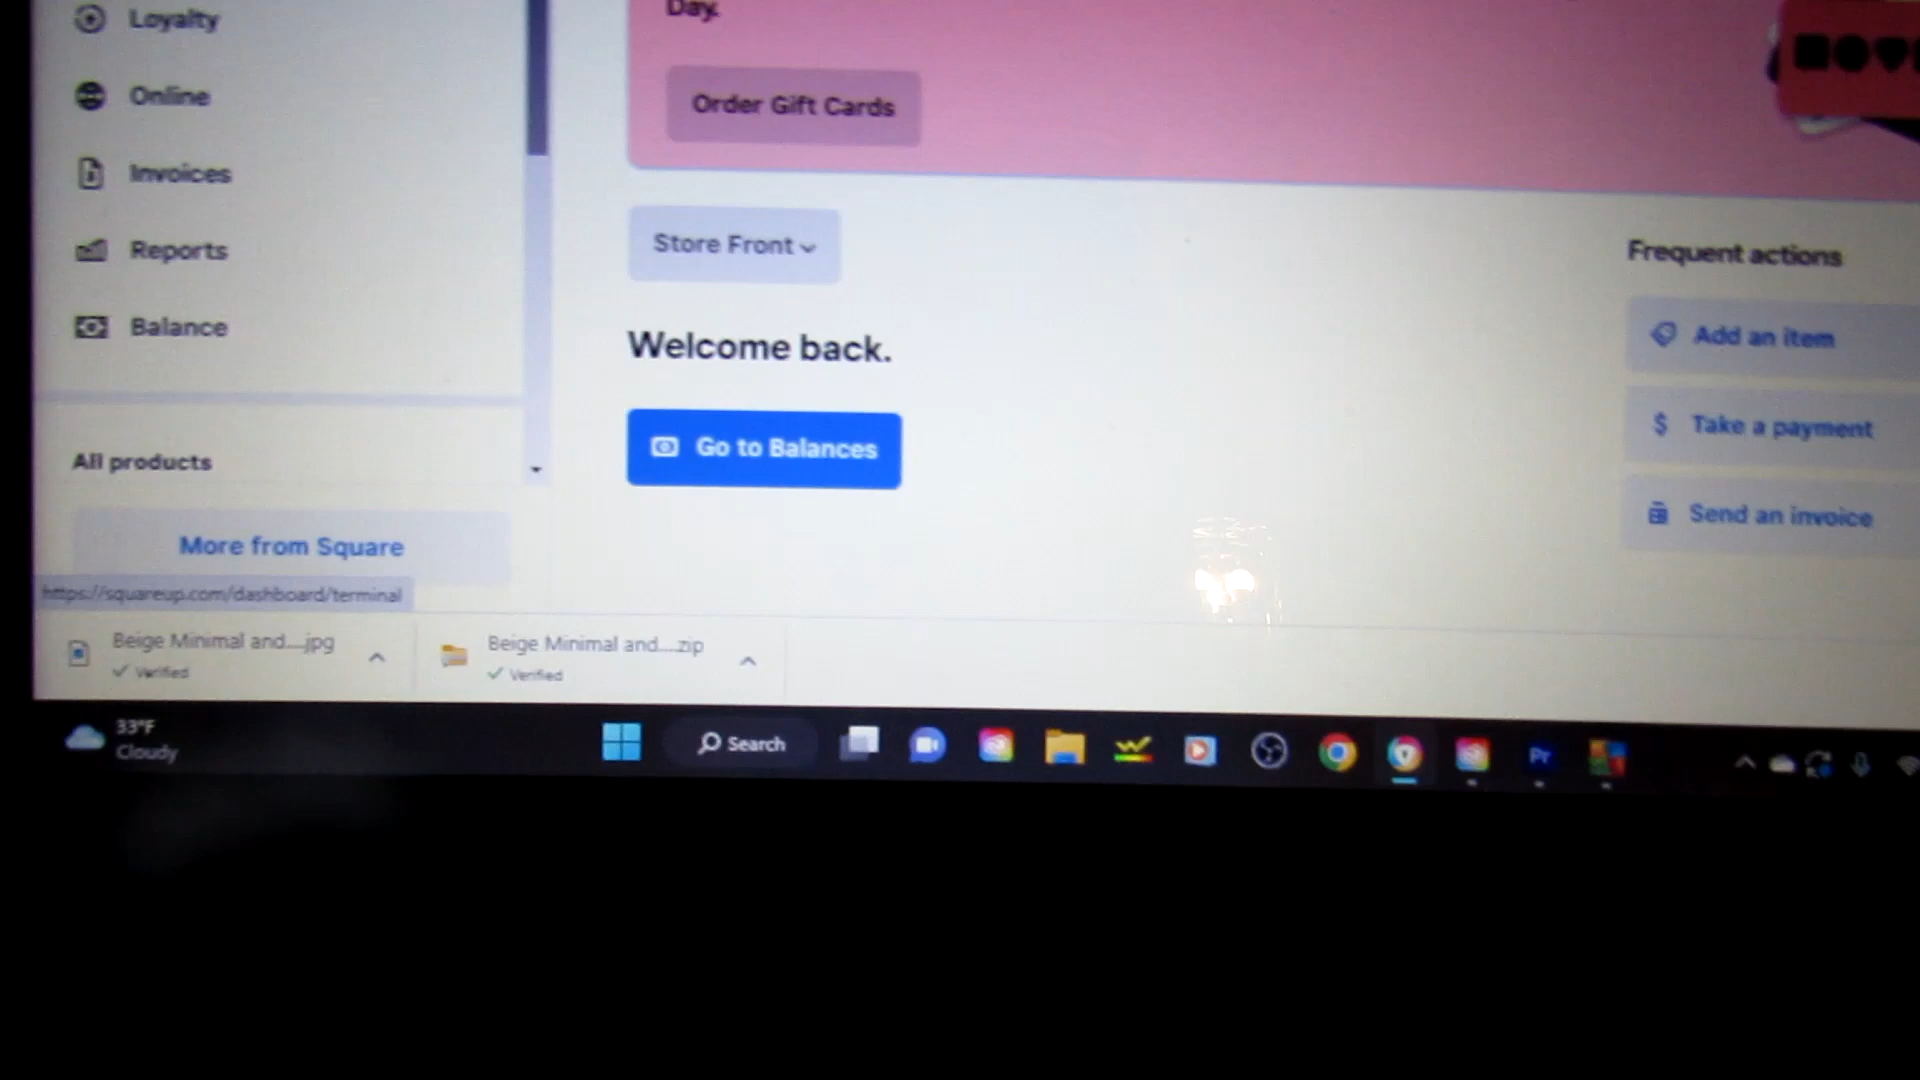 Loyalty
Online
Invoices
Reports
Balance
All products
More from Square
https://squareup.com/dashboard/terminal
Day.
Order Gift Cards
Store Front
Welcome back.
Go to Balances
Frequent actions
Add an item
$ Take a payment
Send an invoice
Beige Minimal and....jpg
Verified
Beige Minimal and....zip
Verified
33°F
Cloudy
Search
Pr